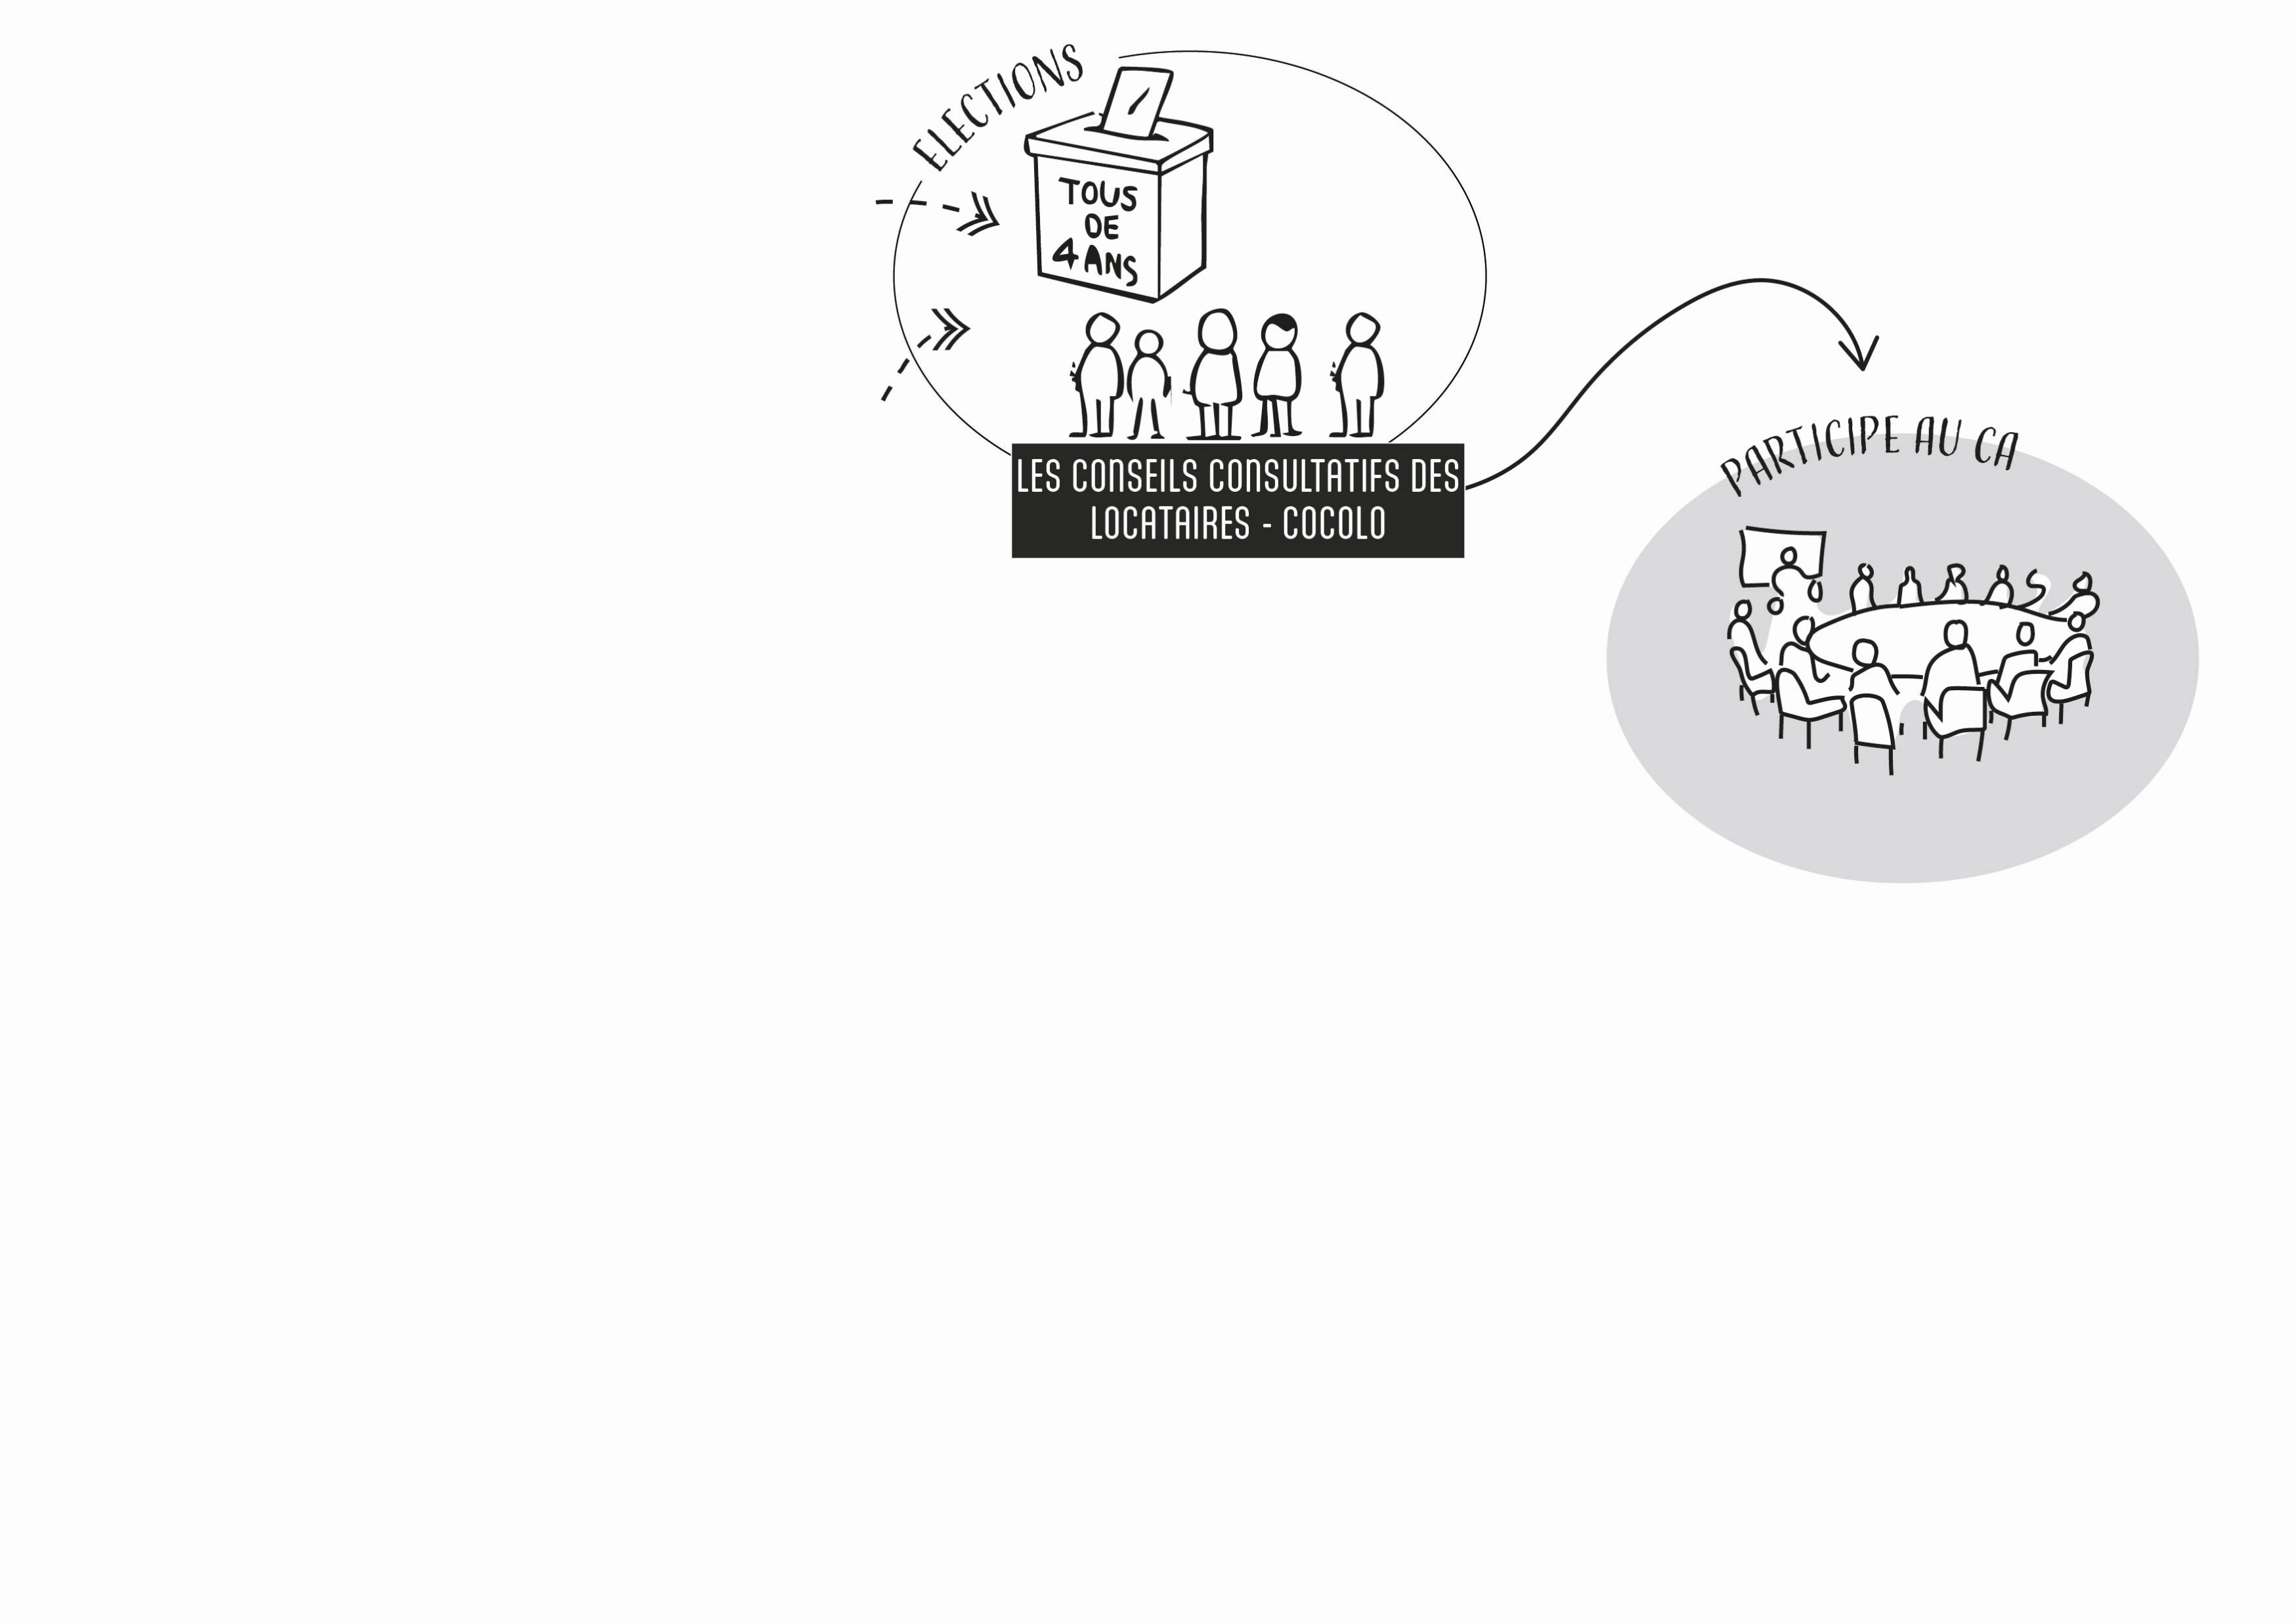 ELECTIONS
TOUS
DE
4 ANS
LES CONSEILS CONSULTATIFS DES
LOCATAIRES - COCOLO
PARTICIPE AU CA